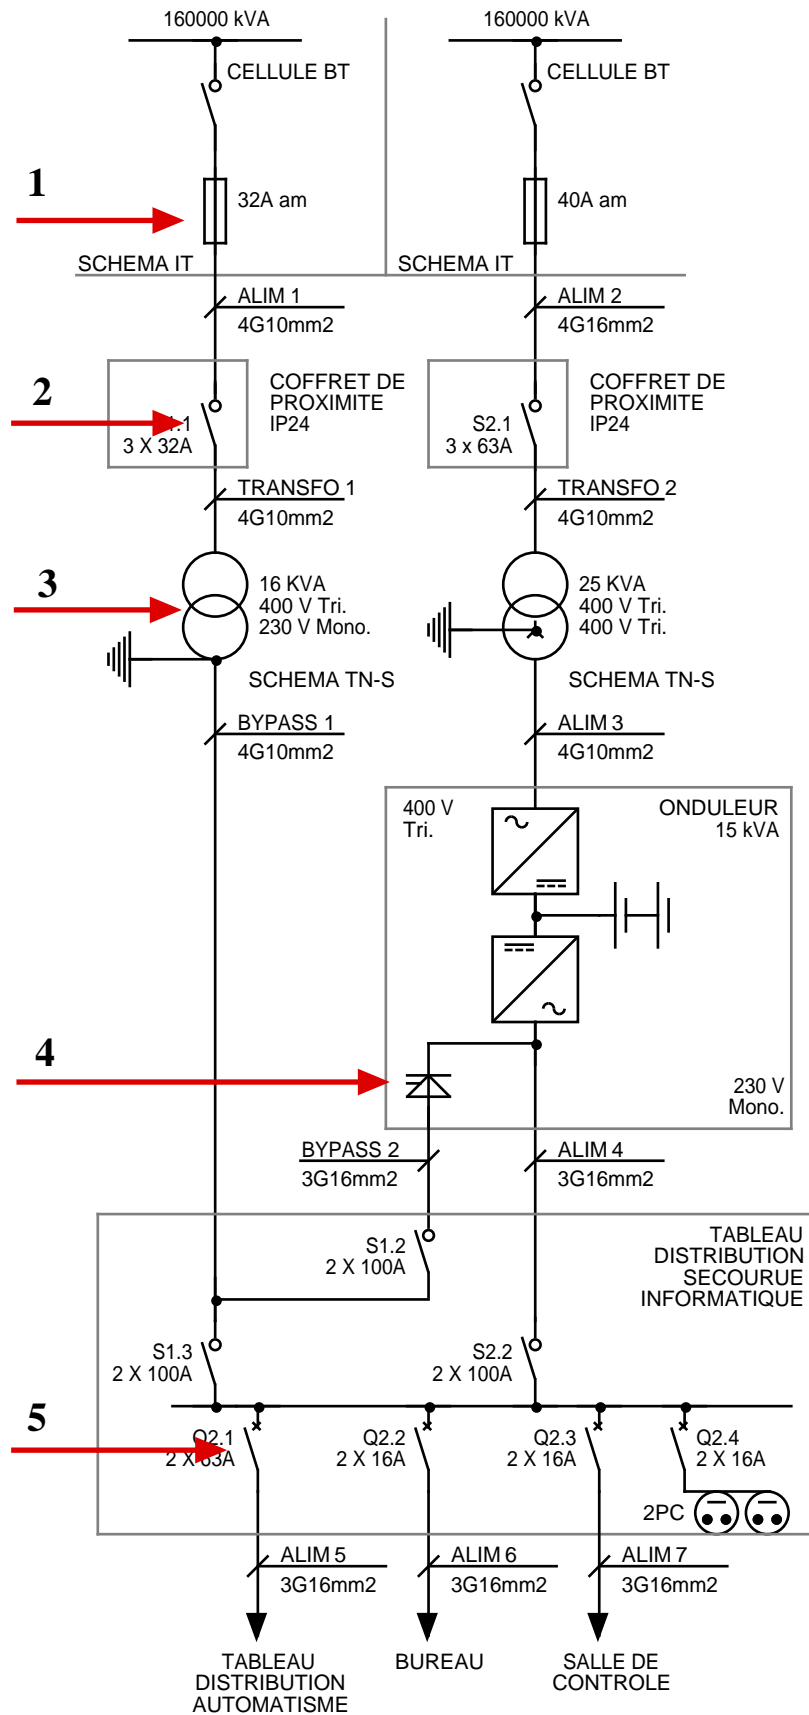 160000 kVA
160000 kVA
CELLULE BT
CELLULE BT
1
32A am
40A am
SCHEMA IT
SCHEMA IT
ALIM 1
4G10mm2
ALIM 2
4G16mm2
2
COFFRET DE
PROXIMITE
IP24
.1
3 X 32A
COFFRET DE
PROXIMITE
IP24
S2.1
3 x 63A
TRANSFO 1
4G10mm2
TRANSFO 2
4G10mm2
3
16 KVA
400 V Tri.
230 V Mono.
25 KVA
400 V Tri.
400 V Tri.
SCHEMA TN-S
SCHEMA TN-S
BYPASS 1
4G10mm2
ALIM 3
4G10mm2
400 V
Tri.
ONDULEUR
15 kVA
4
230 V
Mono.
BYPASS 2
3G16mm2
ALIM 4
3G16mm2
TABLEAU
DISTRIBUTION
SECOURUE
INFORMATIQUE
S1.2
2 X 100A
S1.3
2 X 100A
S2.2
2 X 100A
5
Q2.1
2 X 63A
Q2.2
2 X 16A
Q2.3
2 X 16A
Q2.4
2 X 16A
2PC
ALIM 5
3G16mm2
ALIM 6
3G16mm2
ALIM 7
3G16mm2
TABLEAU
DISTRIBUTION
AUTOMATISME
BUREAU
SALLE DE
CONTROLE